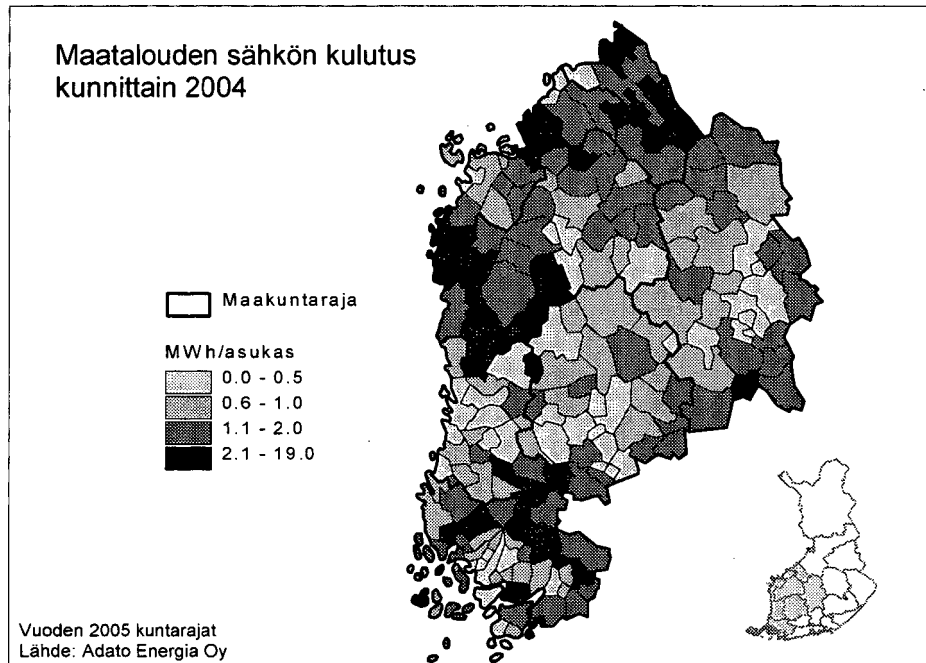 Maatalouden sähkön kulutus
kunnittain 2004
Maakuntaraja
MWh/asukas
0.0 - 0.5
0.6 - 1.0
1.1 - 2.0
2.1 - 19.0
Vuoden 2005 kuntarajat
Lähde: Adato Energia Oy